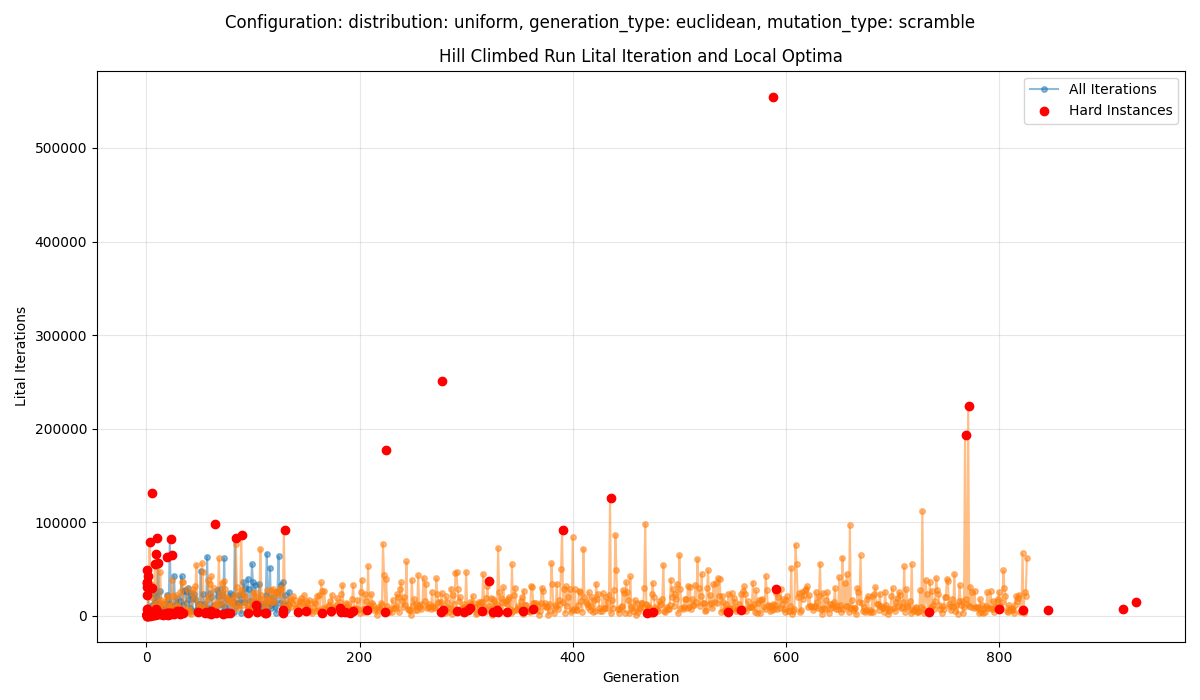 Configuration: distribution: uniform, generation_type: euclidean, mutation_type: scramble
Hill Climbed Run Lital Iteration and Local Optima
All Iterations
Hard Instances
500000
400000
300000
200000
100000
0
Lital Iterations
0 200 400 600 800
Generation